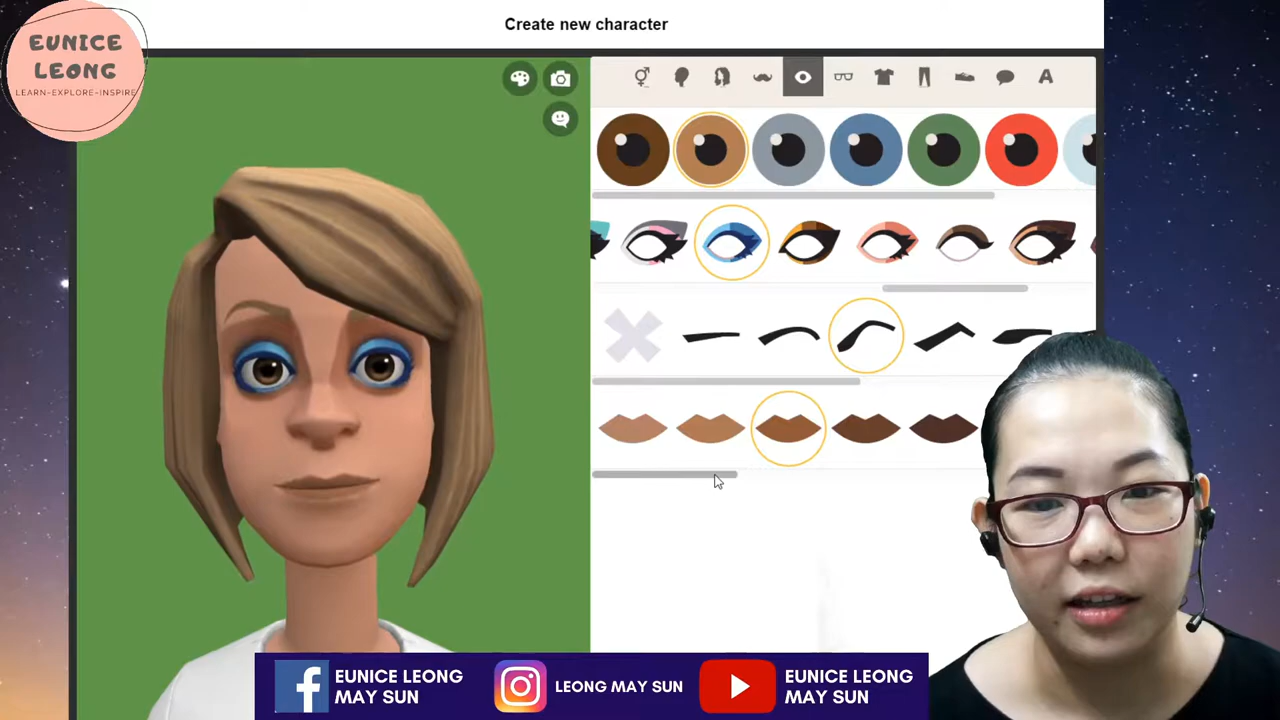 Create new character
EUNICE
LEONG
LEARN-EXPLORE-INSPIRE
A
EUNICE LEONG
MAY SUN
LEONG MAY SUN
EUNICE LEONG
MAY SUN